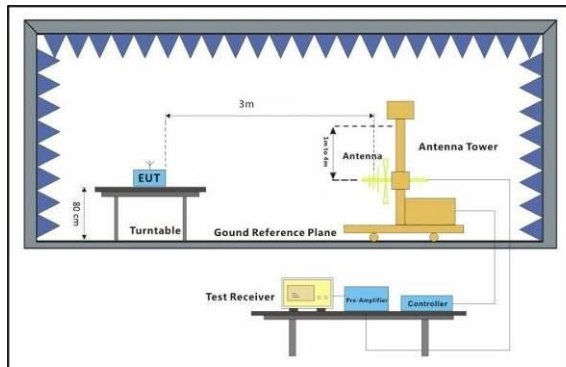 3m
1m to 4m
Antenna
Antenna Tower
EUT
80 cm
Turntable
Gound Reference Plane
Test Receiver
Pre-Amplifier
Controller